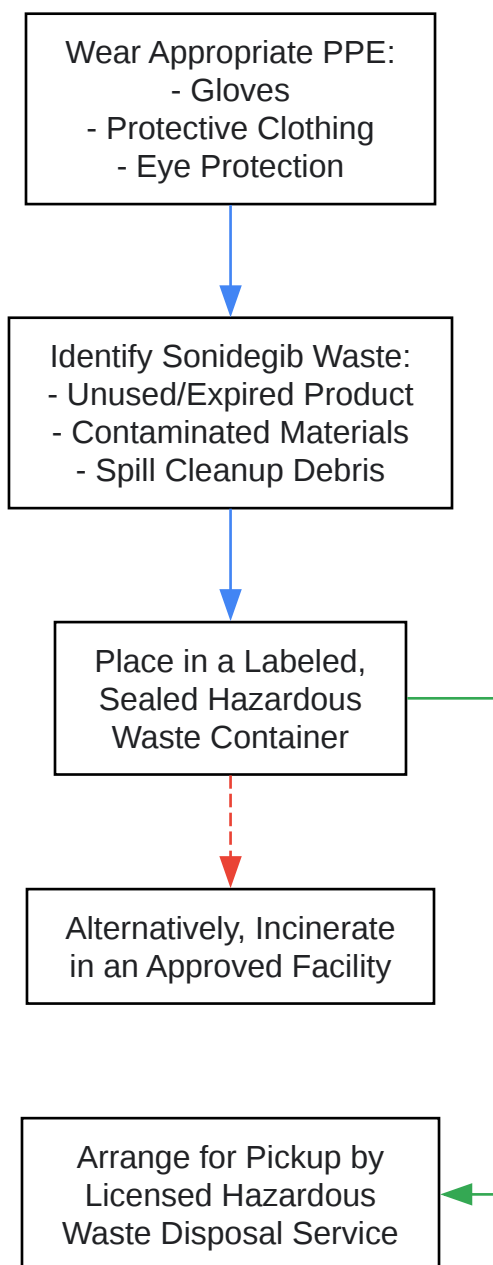 Wear Appropriate PPE:
- Gloves
- Protective Clothing
- Eye Protection
Identify Sonidegib Waste:
- Unused/Expired Product
- Contaminated Materials
- Spill Cleanup Debris
Place in a Labeled,
Sealed Hazardous
Waste Container
Alternatively, Incinerate
in an Approved Facility
Arrange for Pickup by
Licensed Hazardous
Waste Disposal Service